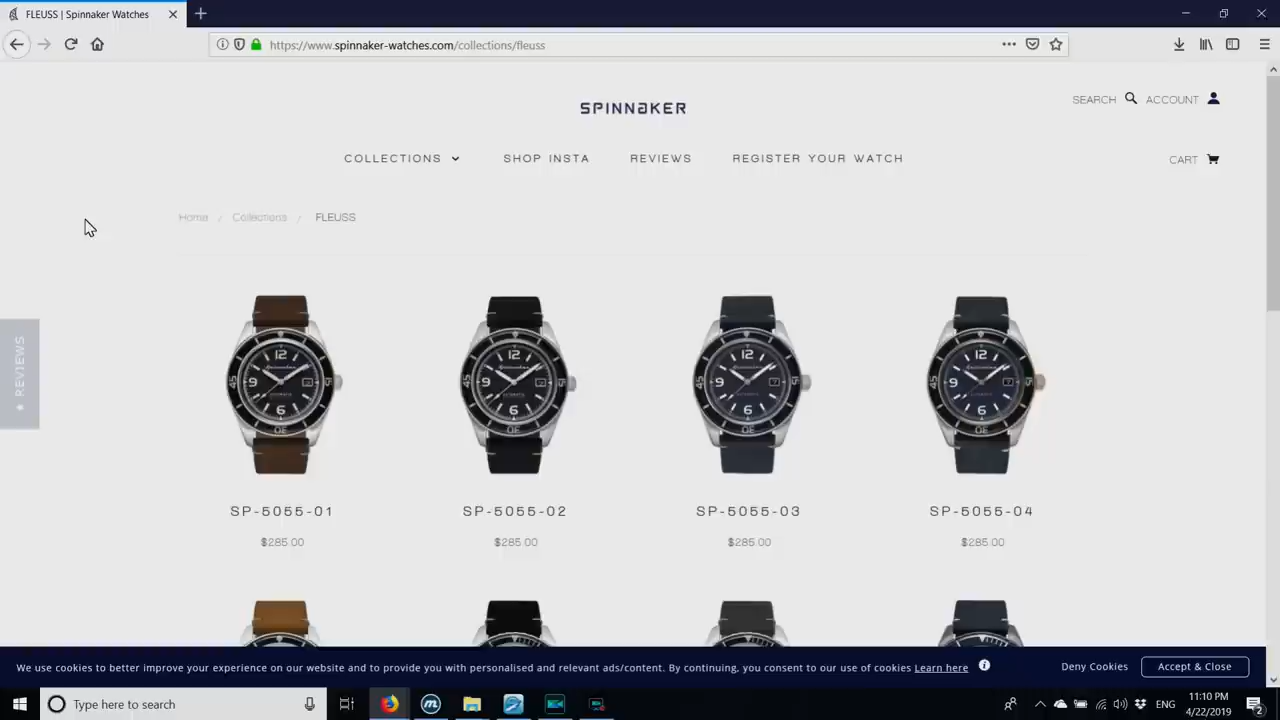 FLEUSS | Spinnaker Watches
https://www.spinnaker-watches.com/collections/fleuss
SPINNAKER
SEARCH
ACCOUNT
COLLECTIONS
SHOP INSTA
REVIEWS
REGISTER YOUR WATCH
CART
Home / Collections / FLEUSS
REVIEWS
SP-5055-01
SP-5055-02
SP-5055-03
SP-5055-04
$285.00
$285.00
$285.00
$285.00
We use cookies to better improve your experience on our website and to provide you with personalised and relevant ads/content. By continuing, you consent to our use of cookies Learn here
Deny Cookies
Accept & Close
Type here to search
ENG
11:10 PM
4/22/2019
2